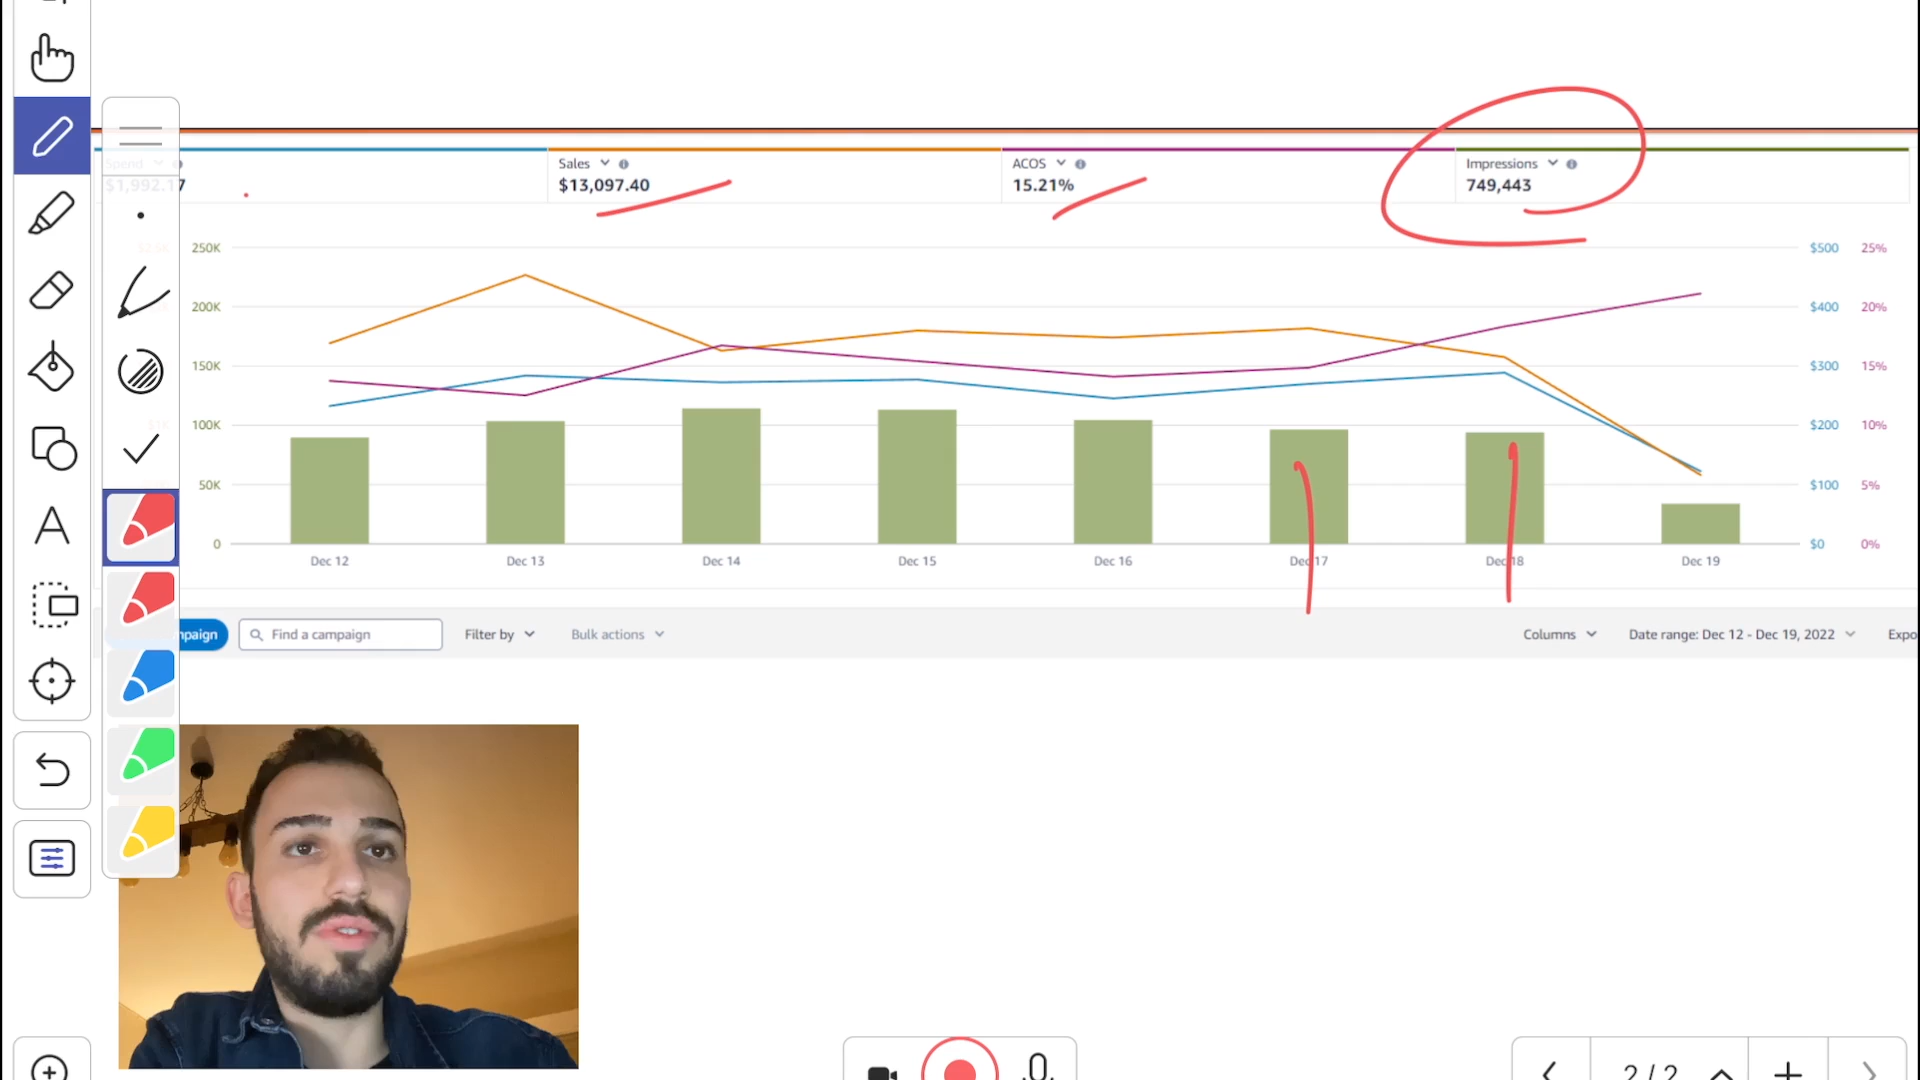 Spend
$1,992.17
Sales
$13,097.40
ACOS
15.21%
Impressions
749,443
250K $500 25%
200K $400 20%
150K $300 15%
100K $200 10%
50K $100 5%
0 $0 0%
Dec 12 Dec 13 Dec 14 Dec 15 Dec 16 Dec 17 Dec 18 Dec 19
mpaign Find a campaign Filter by Bulk actions Columns Date range: Dec 12 - Dec 19, 2022 Expo
A
2 / 2